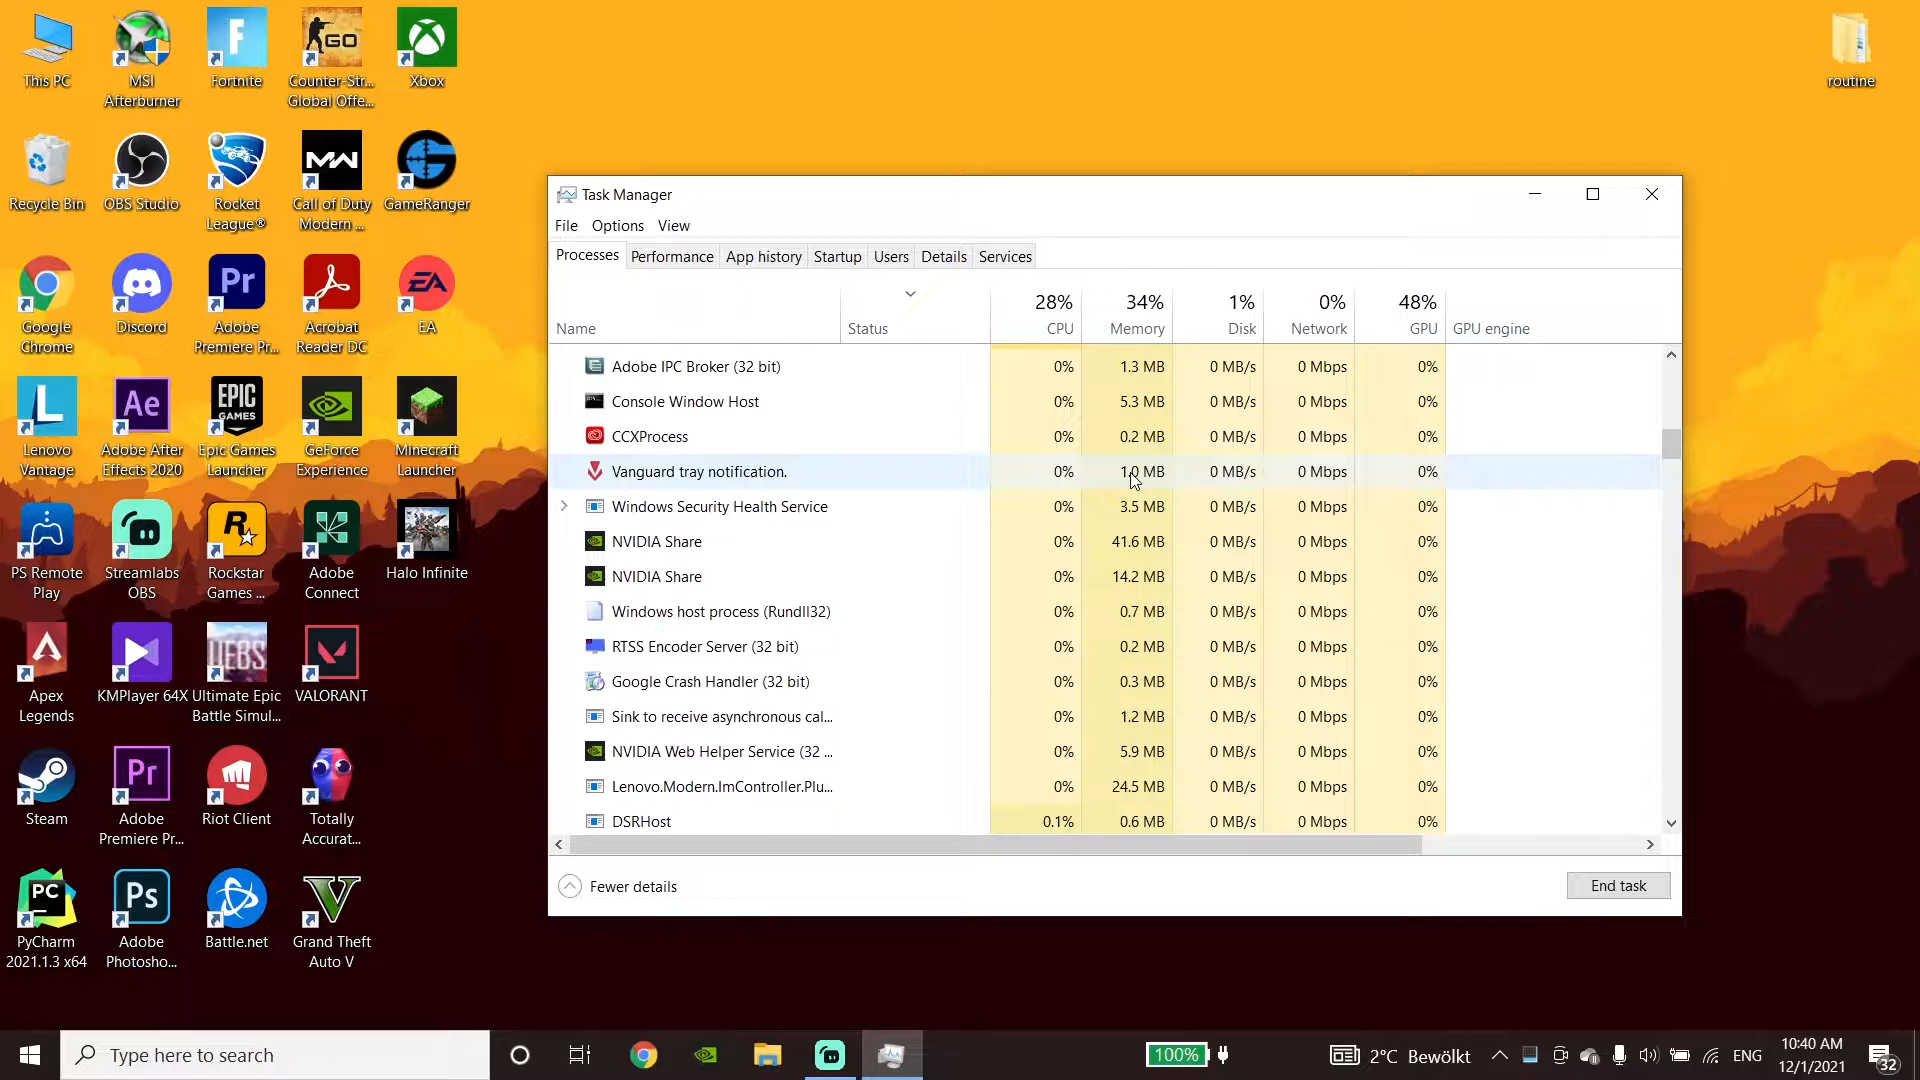 This PC
MSI
Afterburner
Fortnite
Counter-Str...
Global Offe...
Xbox
routine
Recycle Bin
OBS Studio
Rocket
League®
Call of Duty
Modern ...
GameRanger
Google
Chrome
Discord
Adobe
Premiere Pr...
Acrobat
Reader DC
EA
Lenovo
Vantage
Adobe After
Effects 2020
Epic Games
Launcher
GeForce
Experience
Minecraft
Launcher
PS Remote
Play
Streamlabs
OBS
Rockstar
Games ...
Adobe
Connect
Halo Infinite
Apex
Legends
KMPlayer 64X
Ultimate Epic
Battle Simul...
VALORANT
Steam
Adobe
Premiere Pr...
Riot Client
Totally
Accurat...
PyCharm
2021.1.3 x64
Adobe
Photosho...
Battle.net
Grand Theft
Auto V
GO
MW
Pr
EA
L
Ae
EPIC
GAMES
R
UEBS
Pr
PC
Ps
V
Task Manager
File Options View
Processes Performance App history Startup Users Details Services
28% 34% 1% 0% 48%
Name Status CPU Memory Disk Network GPU GPU engine
Adobe IPC Broker (32 bit) 0% 1.3 MB 0 MB/s 0 Mbps 0%
Console Window Host 0% 5.3 MB 0 MB/s 0 Mbps 0%
CCXProcess 0% 0.2 MB 0 MB/s 0 Mbps 0%
Vanguard tray notification. 0% 1.0 MB 0 MB/s 0 Mbps 0%
Windows Security Health Service 0% 3.5 MB 0 MB/s 0 Mbps 0%
NVIDIA Share 0% 41.6 MB 0 MB/s 0 Mbps 0%
NVIDIA Share 0% 14.2 MB 0 MB/s 0 Mbps 0%
Windows host process (Rundll32) 0% 0.7 MB 0 MB/s 0 Mbps 0%
RTSS Encoder Server (32 bit) 0% 0.2 MB 0 MB/s 0 Mbps 0%
Google Crash Handler (32 bit) 0% 0.3 MB 0 MB/s 0 Mbps 0%
Sink to receive asynchronous cal... 0% 1.2 MB 0 MB/s 0 Mbps 0%
NVIDIA Web Helper Service (32 ... 0% 5.9 MB 0 MB/s 0 Mbps 0%
Lenovo.Modern.ImController.Plu... 0% 24.5 MB 0 MB/s 0 Mbps 0%
DSRHost 0.1% 0.6 MB 0 MB/s 0 Mbps 0%
Fewer details
End task
Type here to search
100%
2°C Bewölkt
ENG
10:40 AM
12/1/2021
32